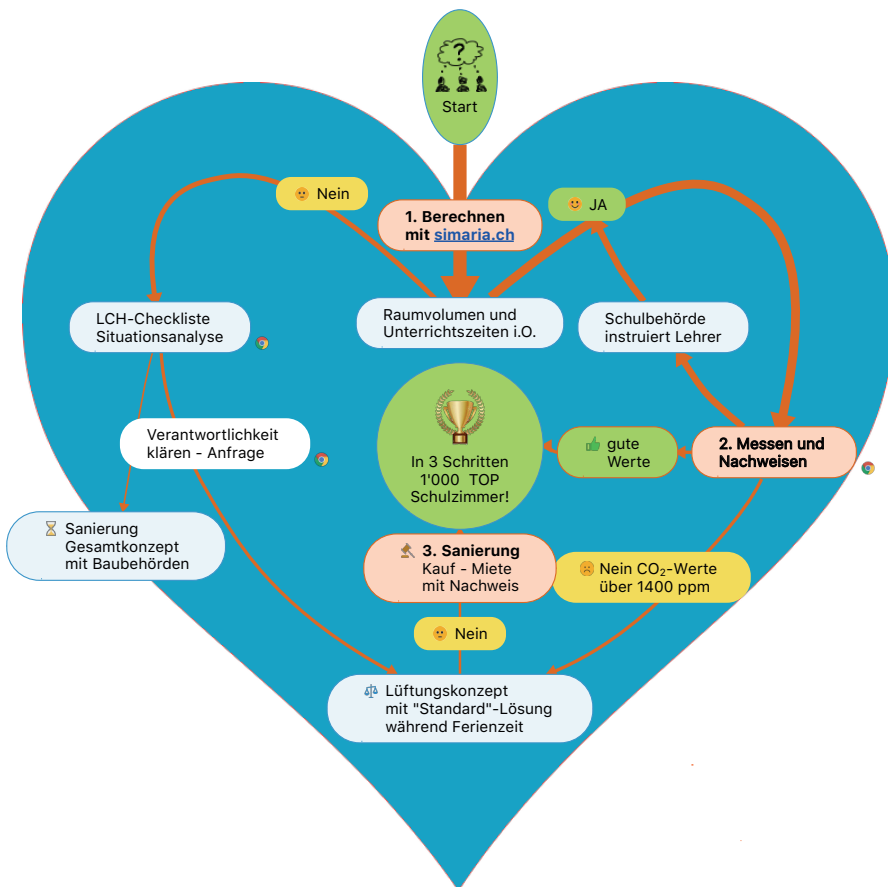 ?
Start
Nein
1. Berechnen
mit simaria.ch
JA
Raumvolumen und
Unterrichtszeiten i.O.
LCH-Checkliste
Situationsanalyse
Schulbehörde
instruiert Lehrer
Verantwortlichkeit
klären - Anfrage
In 3 Schritten
1'000 TOP
Schulzimmer!
gute
Werte
2. Messen und
Nachweisen
Sanierung
Gesamtkonzept
mit Baubehörden
3. Sanierung
Kauf - Miete
mit Nachweis
Nein CO₂-Werte
über 1400 ppm
Nein
Lüftungskonzept
mit "Standard"-Lösung
während Ferienzeit